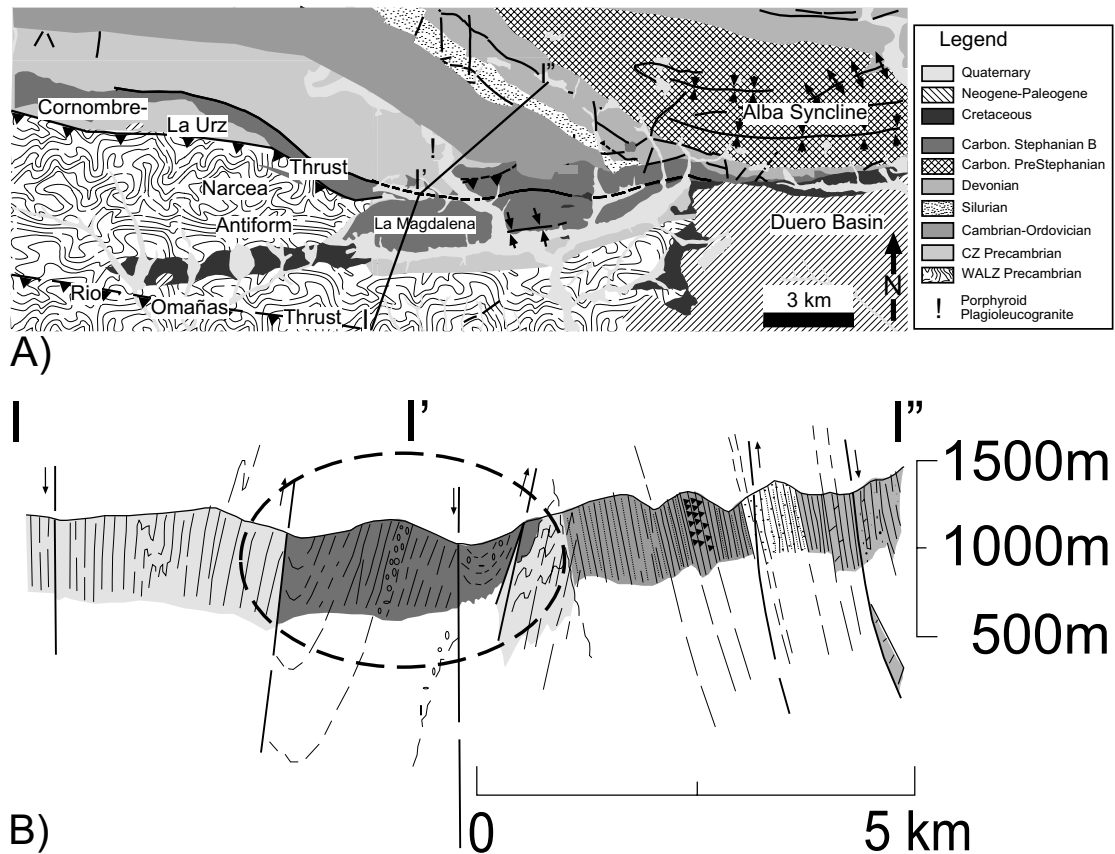 Legend
Quaternary
Neogene-Paleogene
Cretaceous
Carbon. Stephanian B
Carbon. PreStephanian
Devonian
Silurian
Cambrian-Ordovician
CZ Precambrian
WALZ Precambrian
! Porphyroid
Plagioleucogranite
Cornombre-
La Urz
Thrust
Narcea
Antiform
!
I"
I'
La Magdalena
Alba Syncline
Duero Basin
Rio
Omañas
Thrust
I
3 km
N
A)
I
I’
I”
1500m
1000m
500m
B)
0
5 km